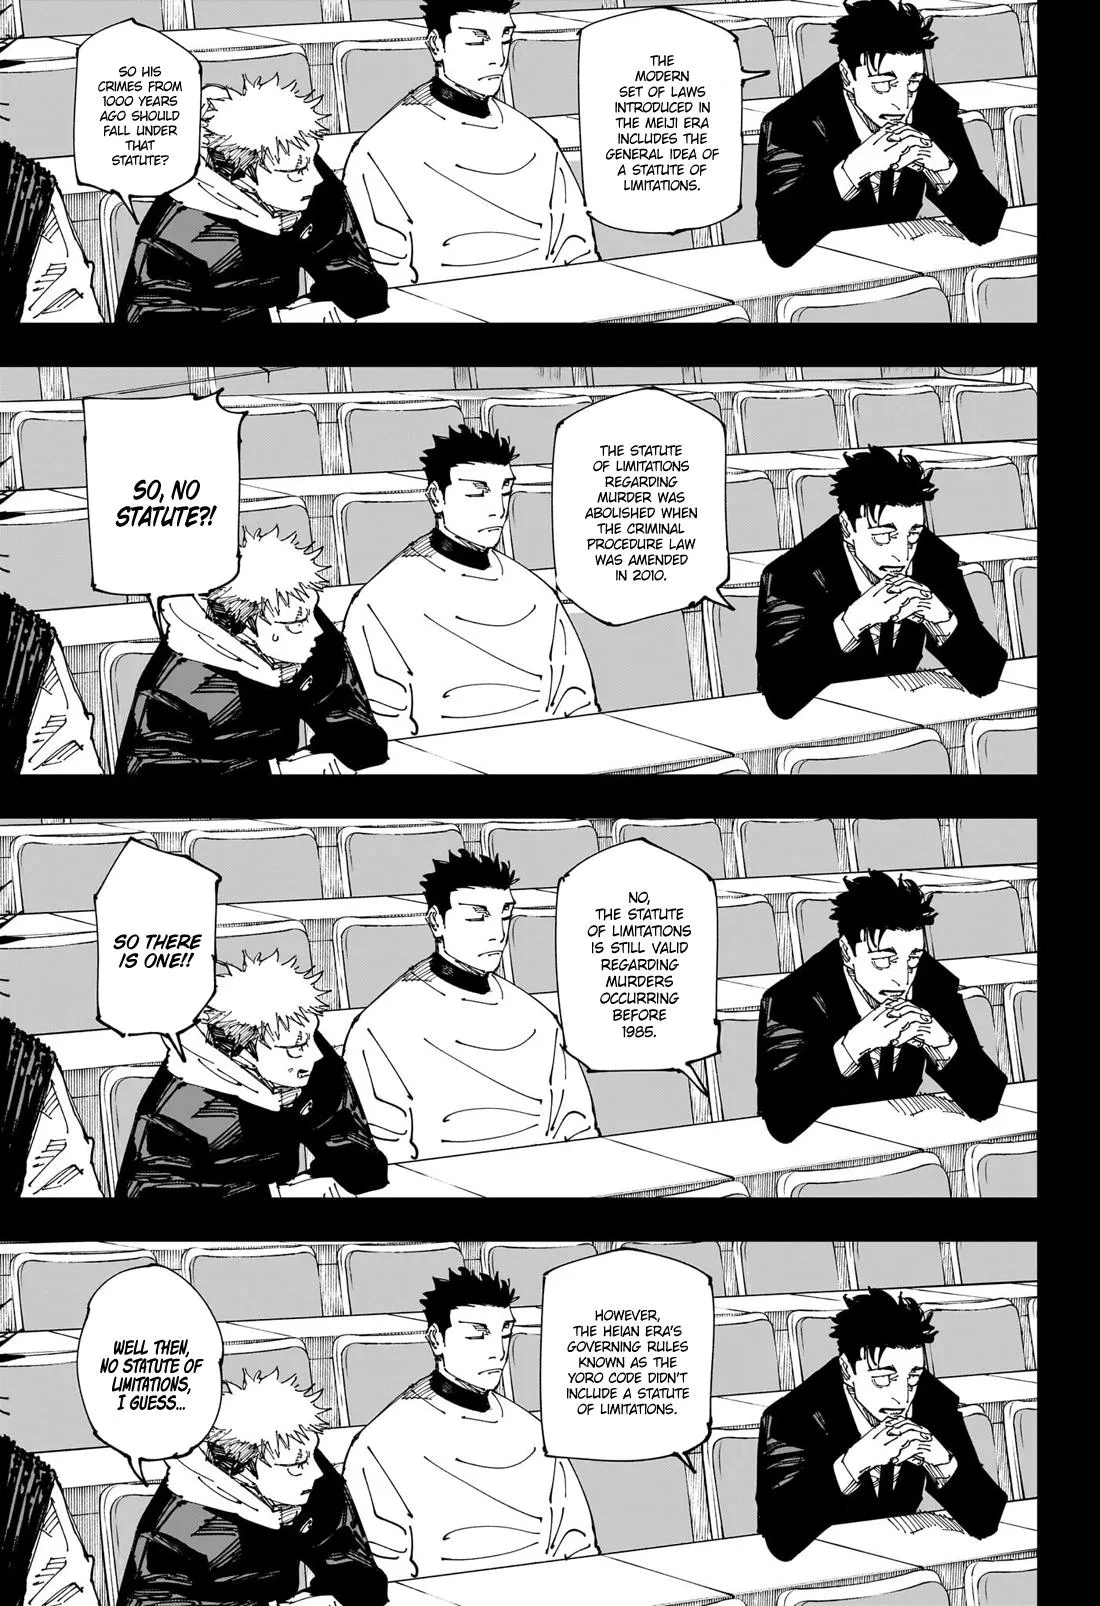 THE
MODERN
SET OF LAWS
INTRODUCED IN
THE MEIJI ERA
INCLUDES THE
GENERAL IDEA OF
A STATUTE OF
LIMITATIONS.
SO HIS
CRIMES FROM
1000 YEARS
AGO SHOULD
FALL UNDER
THAT
STATUTE?
THE STATUTE
OF LIMITATIONS
REGARDING
MURDER WAS
ABOLISHED WHEN
THE CRIMINAL
PROCEDURE LAW
WAS AMENDED
IN 2010.
SO, NO
STATUTE?!
NO,
THE STATUTE
OF LIMITATIONS
IS STILL VALID
REGARDING
MURDERS
OCCURRING
BEFORE
1985.
SO THERE
IS ONE!!
HOWEVER,
THE HEIAN ERA'S
GOVERNING RULES
KNOWN AS THE
YORO CODE DIDN'T
INCLUDE A STATUTE
OF LIMITATIONS.
WELL THEN,
NO STATUTE OF
LIMITATIONS,
I GUESS...